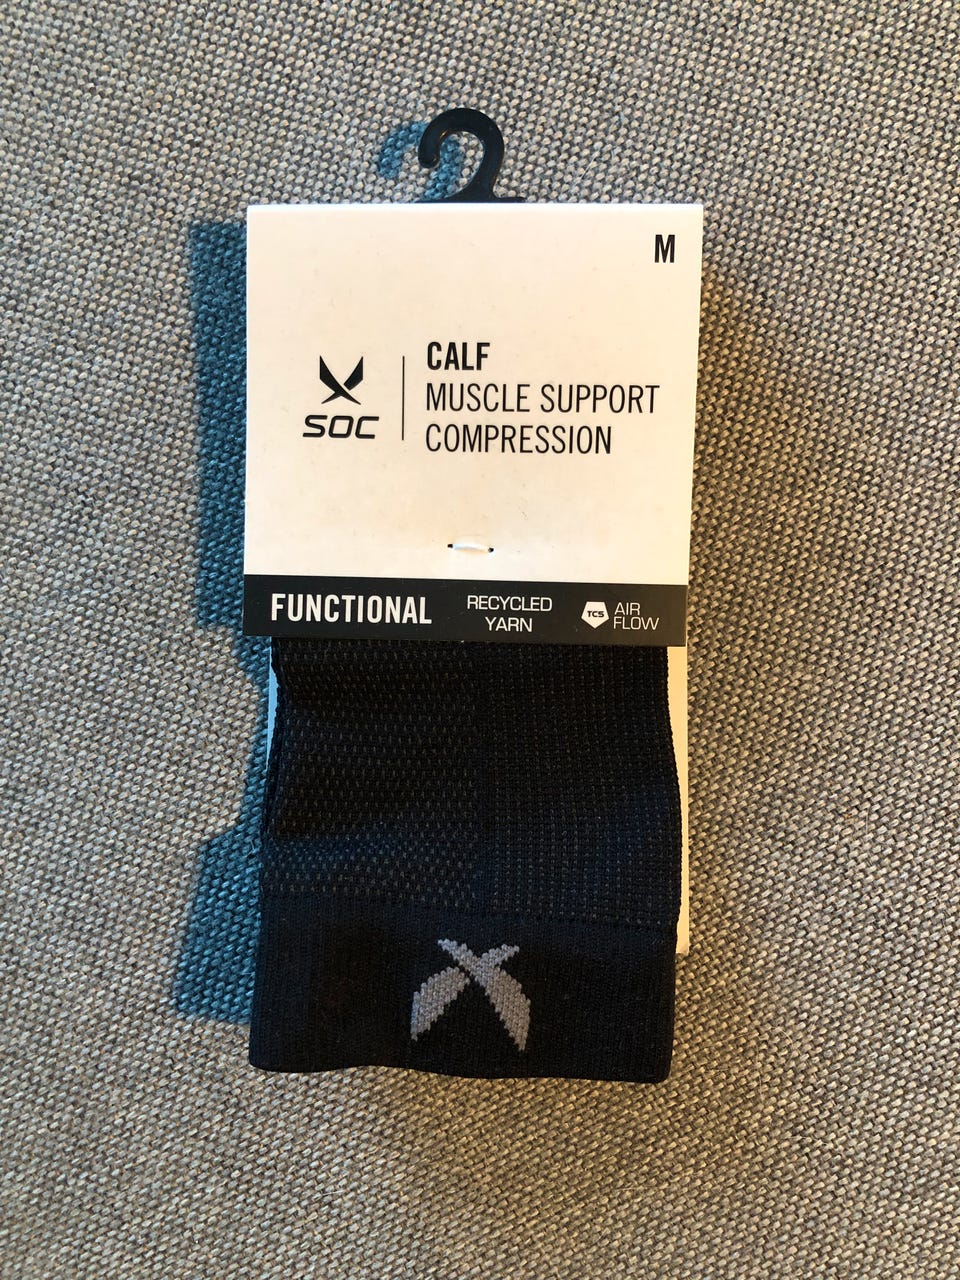 M
SOC
CALF
MUSCLE SUPPORT
COMPRESSION
FUNCTIONAL
RECYCLED
YARN
TCS
AIR
FLOW